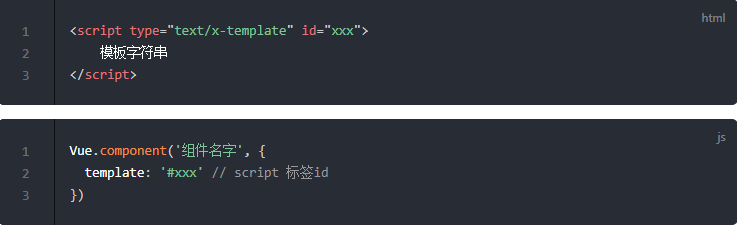 html
1 <script type="text/x-template" id="xxx">
2     模板字符串
3 </script>
js
1 Vue.component('组件名字', {
2   template: '#xxx' // script 标签id
3 })